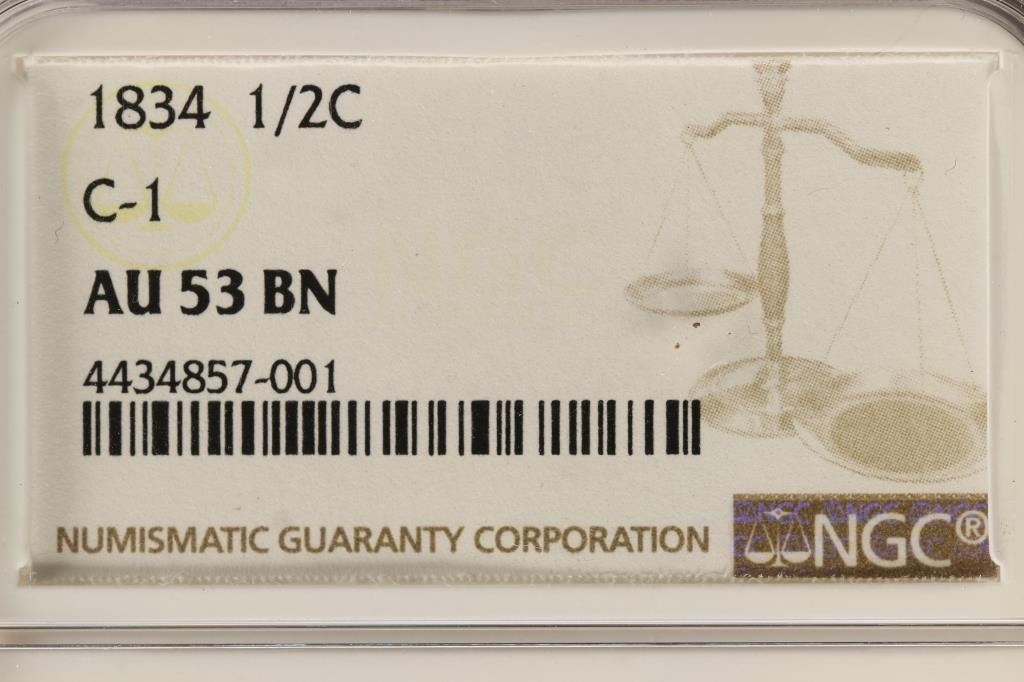 1834 1/2C
C-1
AU 53 BN
4434857-001
NUMISMATIC GUARANTY CORPORATION
NGC®